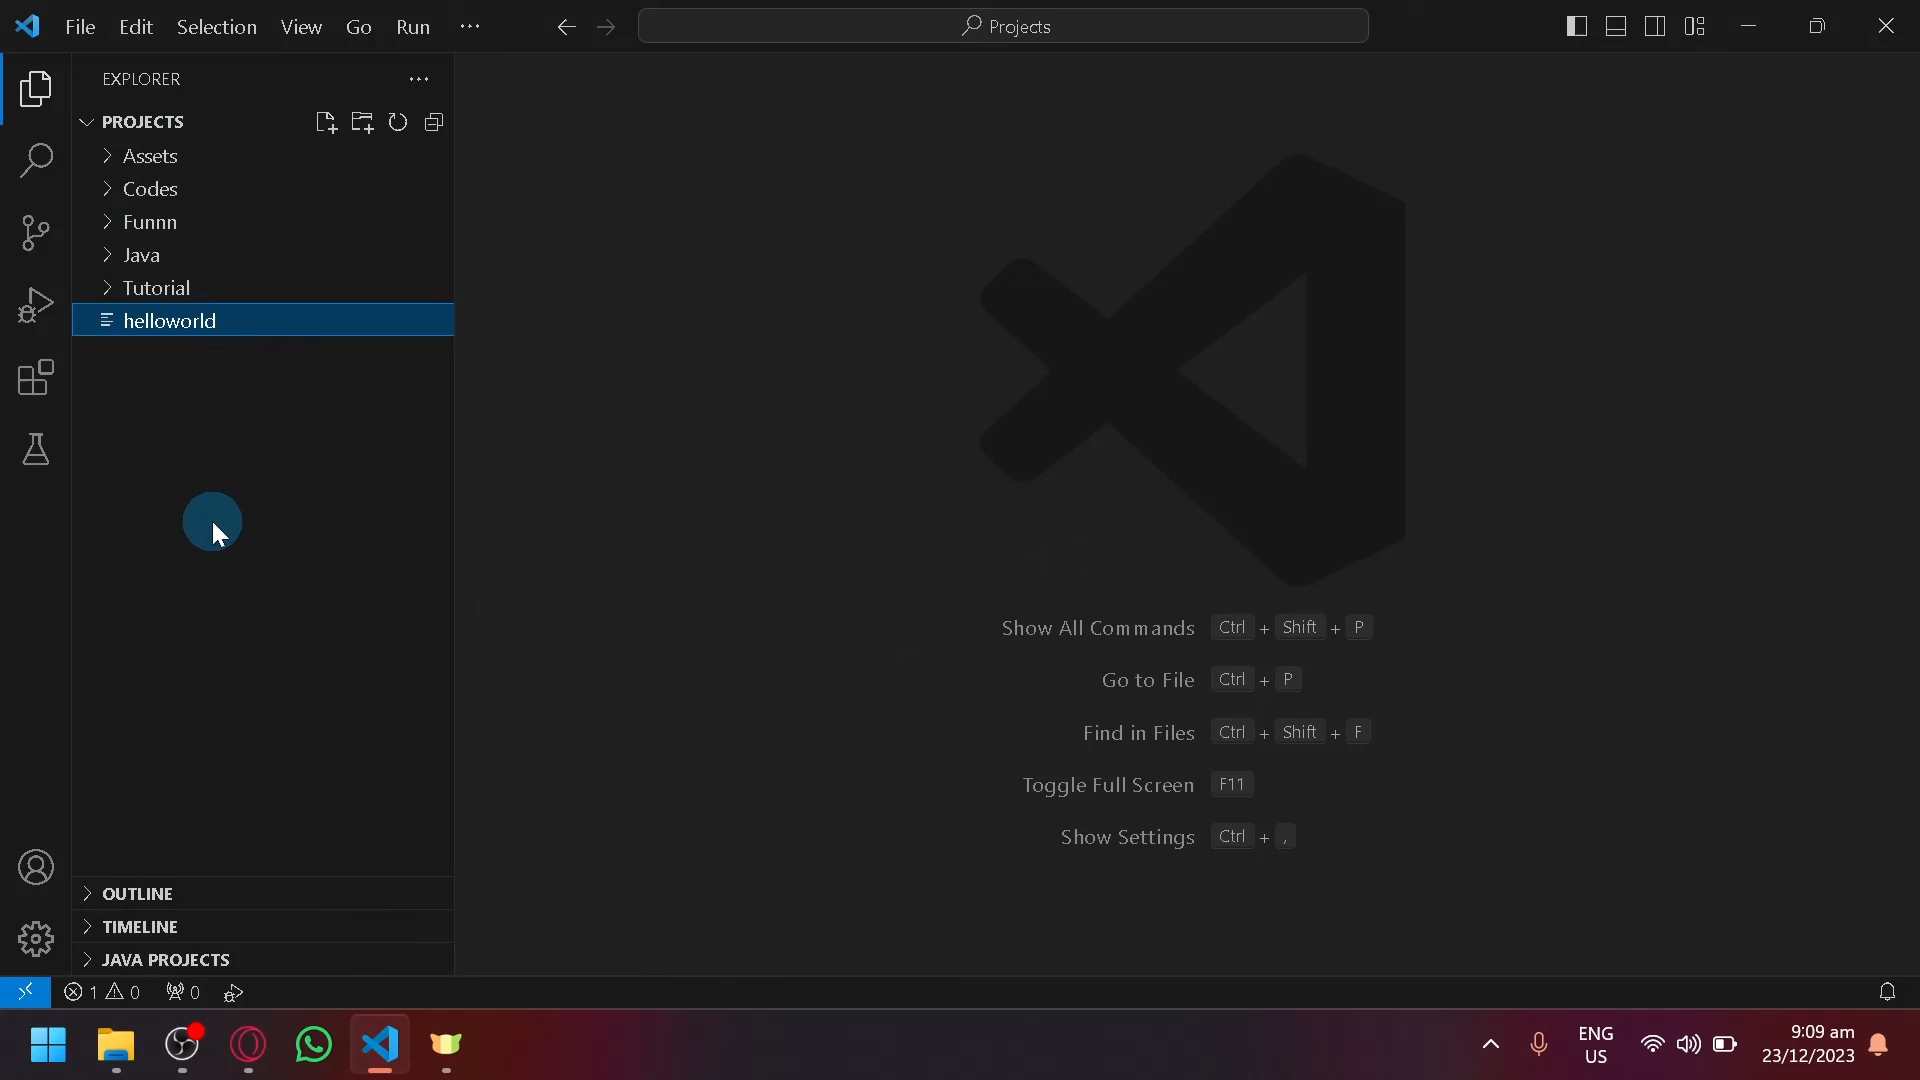 File Edit Selection View Go Run ··· Projects
EXPLORER ···
PROJECTS
Assets
Codes
Funnn
Java
Tutorial
helloworld
Show All Commands Ctrl + Shift + P
Go to File Ctrl + P
Find in Files Ctrl + Shift + F
Toggle Full Screen F11
Show Settings Ctrl + ,
OUTLINE
TIMELINE
JAVA PROJECTS
1 0 0
ENG
US
9:09 am
23/12/2023